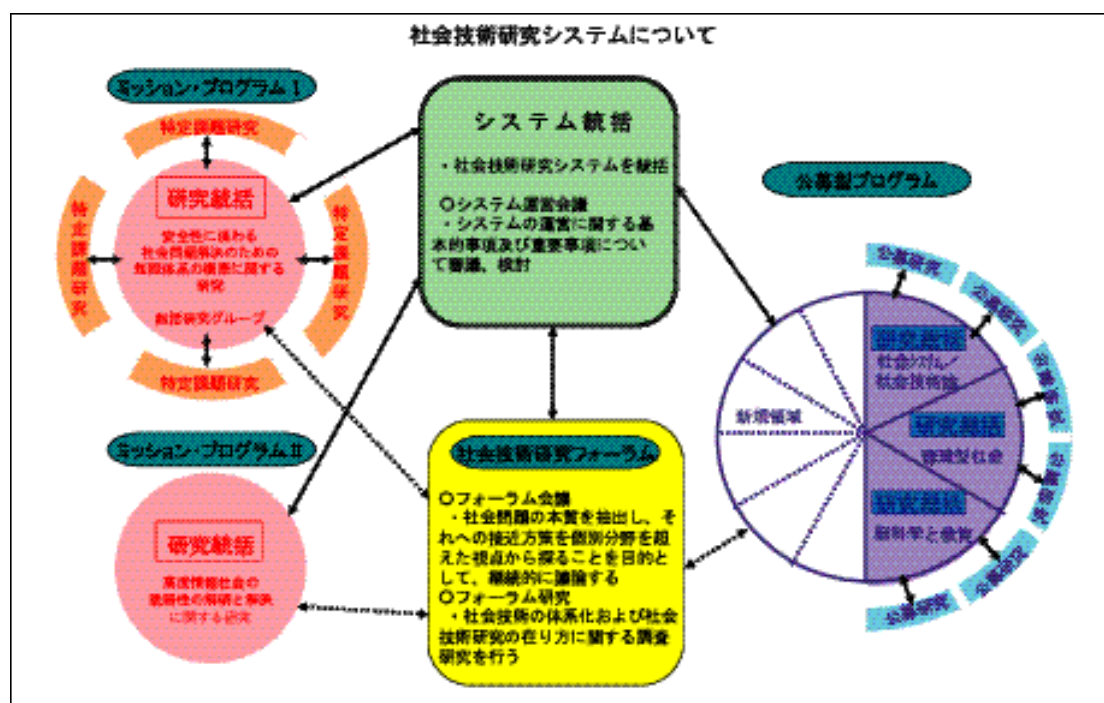 社会技術研究システムについて
ミッション・プログラムⅠ
特定課題研究
特定課題研究
特定課題研究
特定課題研究
研究統括
安全性に係わる
社会問題解決のための
知識体系の構築に関する
研究
総括研究グループ
ミッション・プログラムⅡ
研究統括
高度情報社会の
脆弱性の解明と解決
に関する研究
システム統括
・社会技術研究システムを統括
○システム運営会議
・システムの運営に関する基
本的事項及び重要事項につい
て審議、検討
社会技術研究フォーラム
○フォーラム会議
・社会問題の本質を抽出し、そ
れへの接近方策を個別分野を超
えた視点から探ることを目的と
して、継続的に議論する
○フォーラム研究
・社会技術の体系化および社会
技術研究の在り方に関する調査
研究を行う
公募型プログラム
新規領域
研究統括
社会システム/
社会技術論
研究統括
循環型社会
研究統括
脳科学と教育
公募研究
公募研究
公募研究
公募研究
公募研究
公募研究